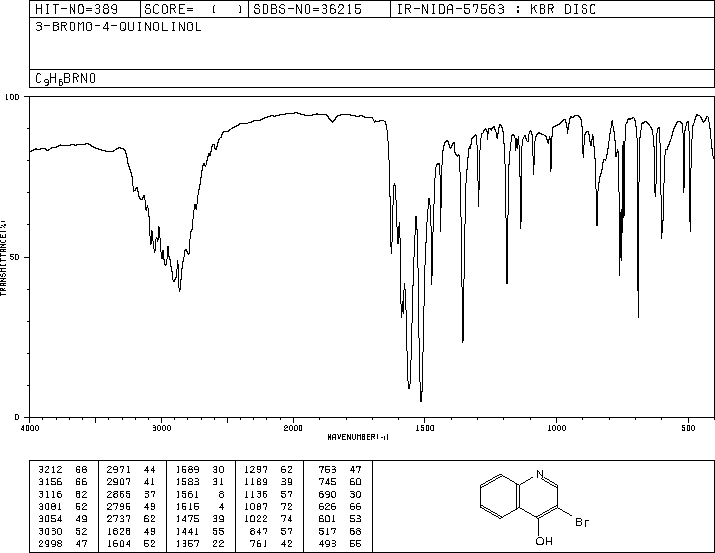 HIT-NO=389 SCORE= ( ) SDBS-NO=36215 IR-NIDA-57563 : KBR DISC
3-BROMO-4-QUINOLINOL
C9H6BRNO
100
50
0
TRANSMITTANCE(%)
4000 3000 2000 1500 1000 500
WAVENUMBER(-1)
3212 68 2971 44 1589 30 1297 62 753 47
3156 66 2907 41 1583 31 1189 39 745 60
3116 62 2865 37 1561 8 1136 57 690 30
3081 52 2796 49 1515 4 1087 72 626 66
3054 49 2737 62 1475 39 1022 74 601 53
3030 52 1628 49 1441 55 847 57 517 68
2998 47 1604 52 1357 22 761 42 493 55
N
Br
OH